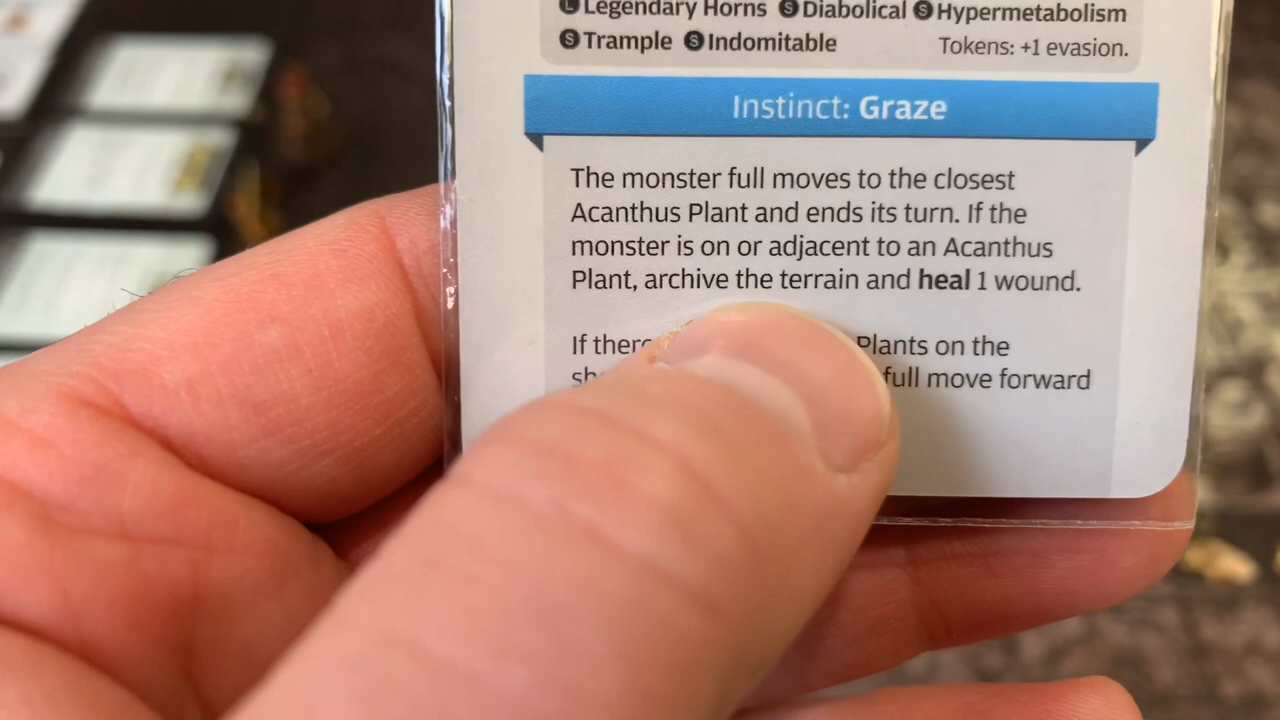 L Legendary Horns S Diabolical S Hypermetabolism
S Trample S Indomitable Tokens: +1 evasion.
Instinct: Graze
The monster full moves to the closest
Acanthus Plant and ends its turn. If the
monster is on or adjacent to an Acanthus
Plant, archive the terrain and heal 1 wound.
If Plants on the
full move forward